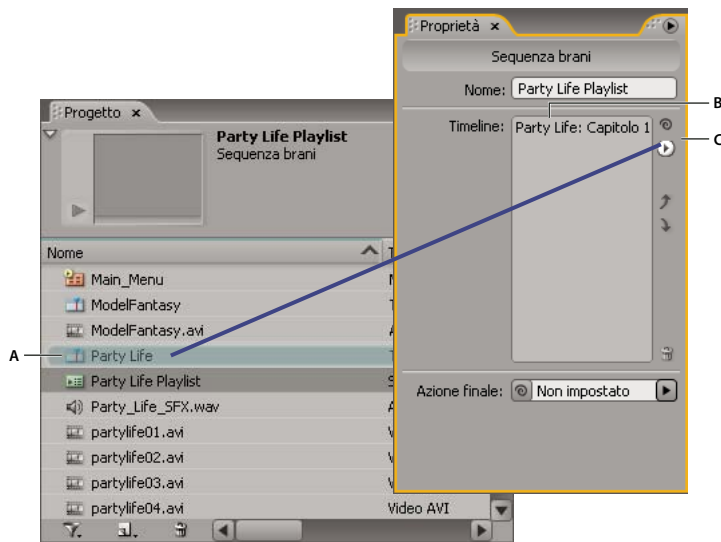 Proprietà
Sequenza brani
Nome: Party Life Playlist
B
Timeline: Party Life: Capitolo 1
C
Azione finale: Non impostato
Progetto
Party Life Playlist
Sequenza brani
Nome
Main_Menu
ModelFantasy
ModelFantasy.avi
A
Party Life
Party Life Playlist
Party_Life_SFX.wav
partylife01.avi
partylife02.avi
partylife03.avi
partylife04.avi Video AVI